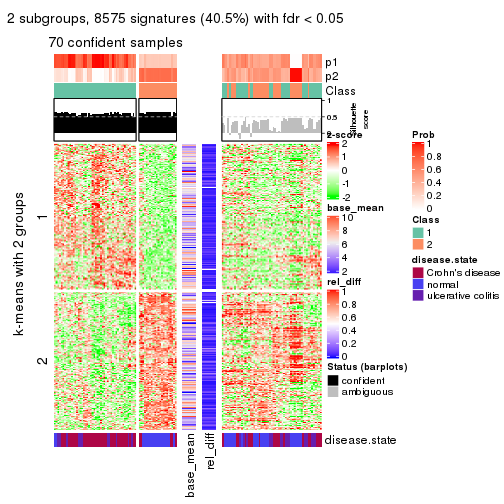 2 subgroups, 8575 signatures (40.5%) with fdr < 0.05
70 confident samples
p1
p2
Class
1
0.5
0
Silhouette
score
k-means with 2 groups
1
2
z-score
2
1
0
-1
-2
base_mean
10
8
6
4
2
rel_diff
1
0.8
0.6
0.4
0.2
0
Status (barplots)
confident
ambiguous
Prob
1
0.8
0.6
0.4
0.2
0
Class
1
2
disease.state
Crohn's disease
normal
ulcerative colitis
disease.state
base_mean
rel_diff